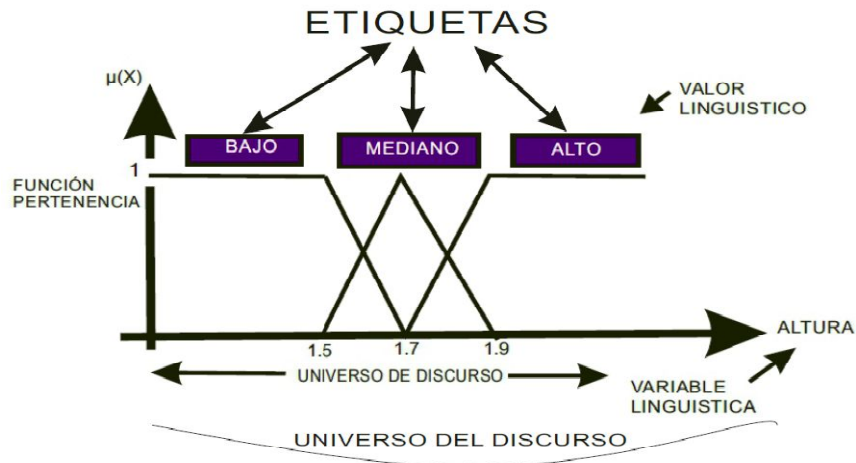 ETIQUETAS
µ(X)
VALOR
LINGUISTICO
BAJO
MEDIANO
ALTO
1
FUNCIÓN
PERTENENCIA
1.5
1.7
1.9
ALTURA
UNIVERSO DE DISCURSO
VARIABLE
LINGUISTICA
UNIVERSO DEL DISCURSO